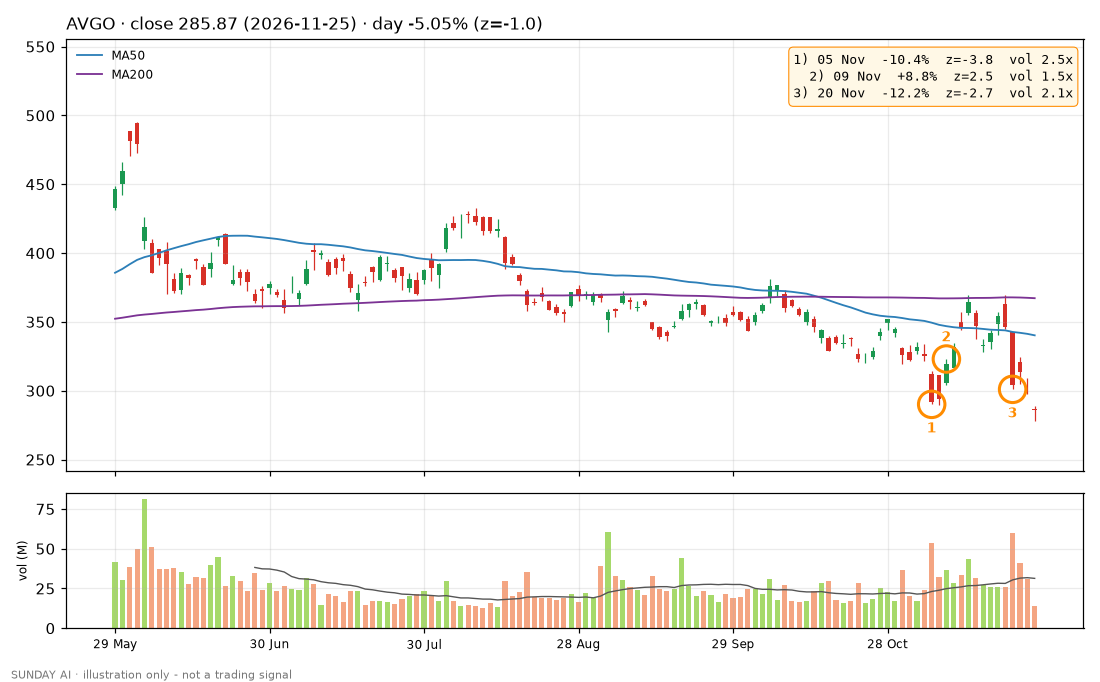 AVGO · close 285.87 (2026-11-25) · day -5.05% (z=-1.0)
MA50
MA200
1) 05 Nov  -10.4%  z=-3.8  vol 2.5x
2) 09 Nov  +8.8%  z=2.5  vol 1.5x
3) 20 Nov  -12.2%  z=-2.7  vol 2.1x
550
500
450
400
350
300
250
2
1
3
vol (M)
75
50
25
0
29 May
30 Jun
30 Jul
28 Aug
29 Sep
28 Oct
SUNDAY AI · illustration only - not a trading signal